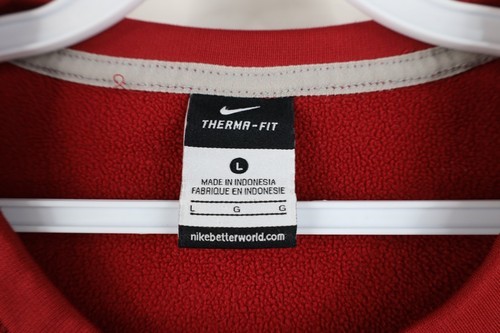 THERMA-FIT
L
MADE IN INDONESIA
FABRIQUE EN INDONESIE
L G G
nikebetterworld.com